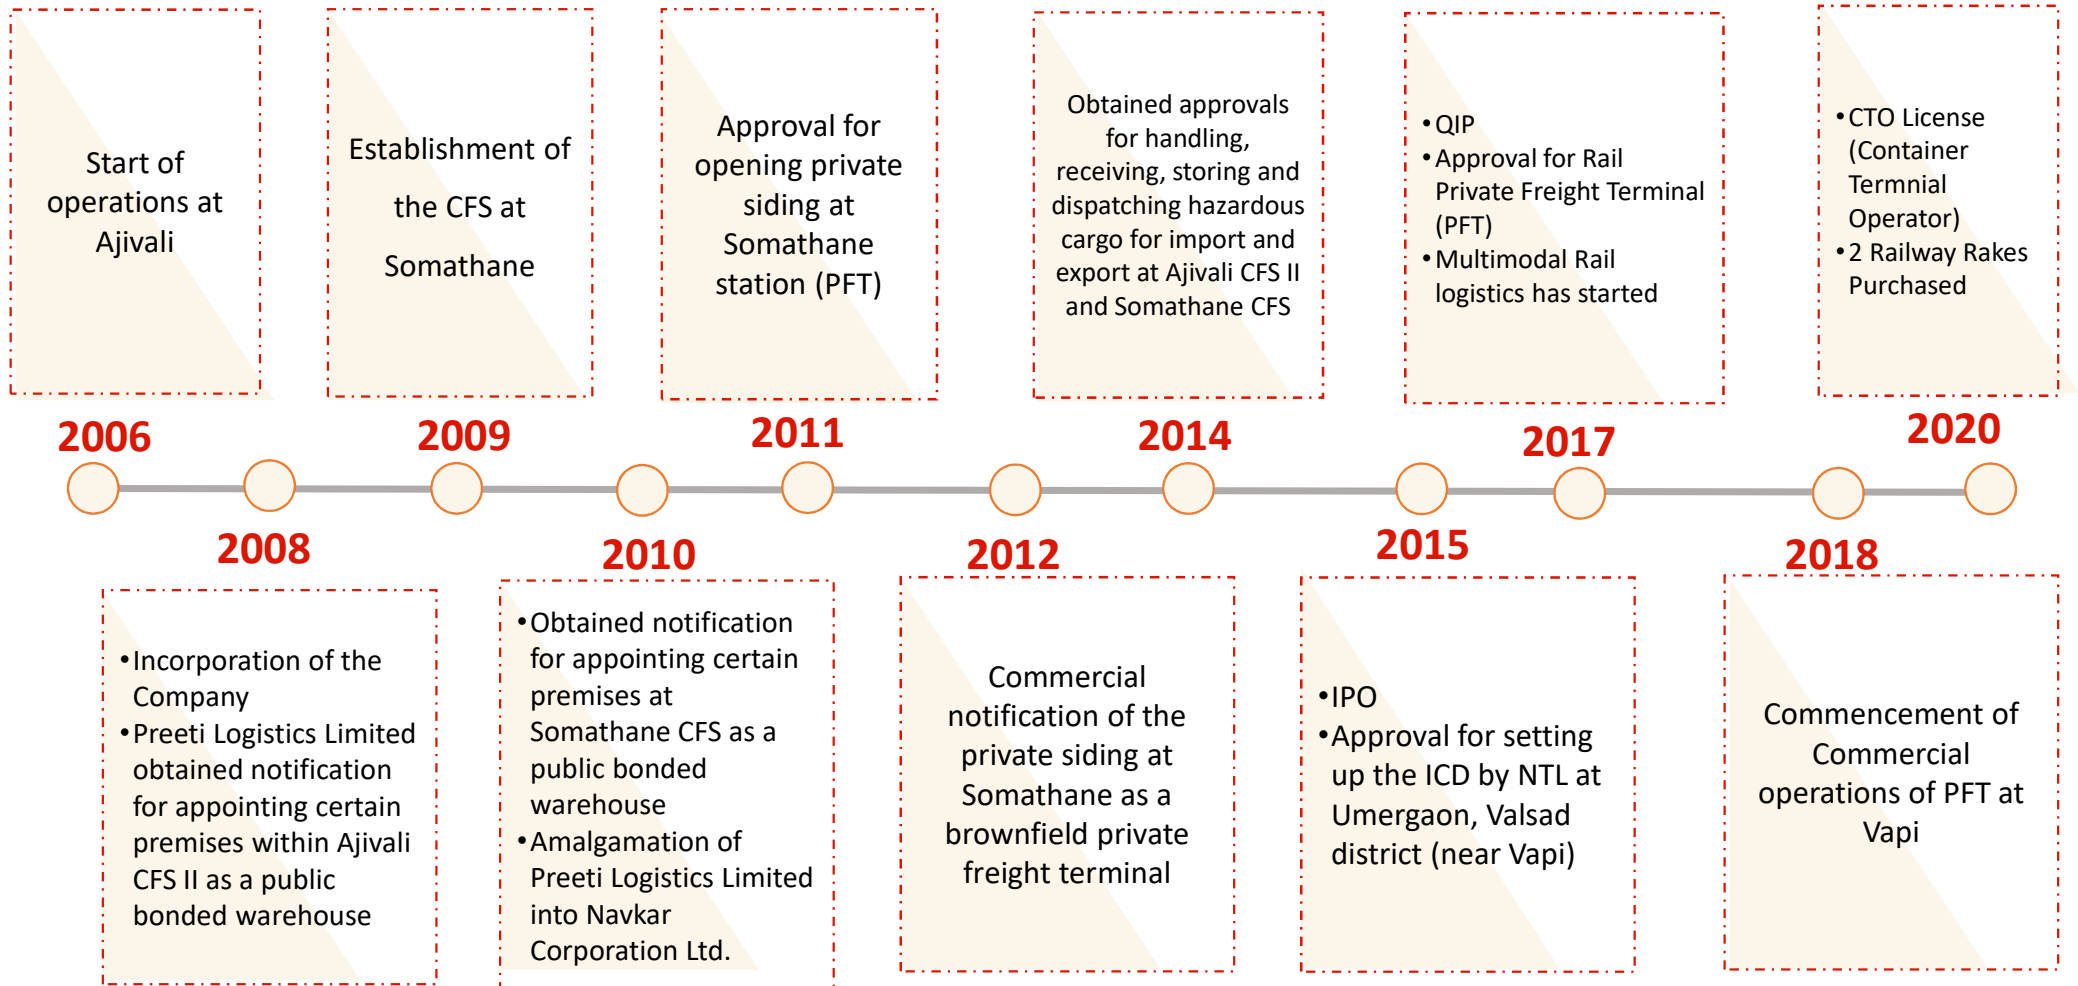 Start of
operations at
Ajivali
Establishment of
the CFS at
Somathane
Approval for
opening private
siding at
Somathane
station (PFT)
Obtained approvals
for handling,
receiving, storing and
dispatching hazardous
cargo for import and
export at Ajivali CFS II
and Somathane CFS
•QIP
•Approval for Rail
Private Freight Terminal
(PFT)
•Multimodal Rail
logistics has started
•CTO License
(Container
Termnial
Operator)
•2 Railway Rakes
Purchased
2006
2009
2011
2014
2017
2020
2008
2010
2012
2015
2018
•Incorporation of the
Company
•Preeti Logistics Limited
obtained notification
for appointing certain
premises within Ajivali
CFS II as a public
bonded warehouse
•Obtained notification
for appointing certain
premises at
Somathane CFS as a
public bonded
warehouse
•Amalgamation of
Preeti Logistics Limited
into Navkar
Corporation Ltd.
Commercial
notification of the
private siding at
Somathane as a
brownfield private
freight terminal
•IPO
•Approval for setting
up the ICD by NTL at
Umergaon, Valsad
district (near Vapi)
Commencement of
Commercial
operations of PFT at
Vapi